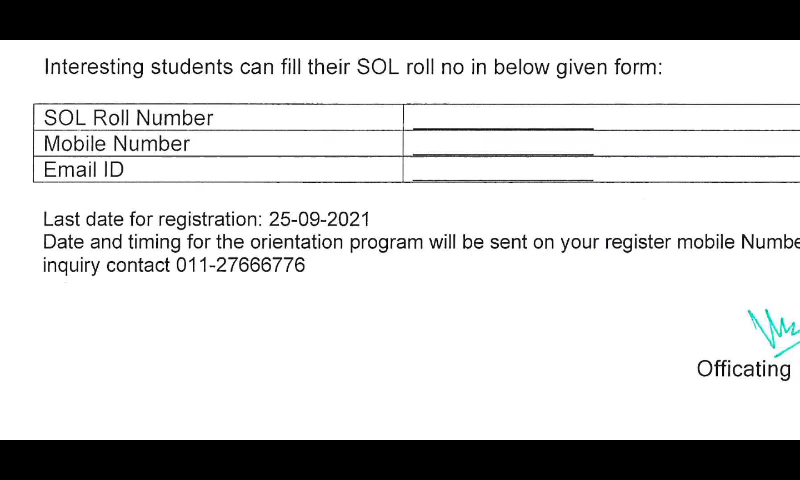 Interesting students can fill their SOL roll no in below given form:
SOL Roll Number
Mobile Number
Email ID
Last date for registration: 25-09-2021
Date and timing for the orientation program will be sent on your register mobile
inquiry contact 011-27666776
Officating